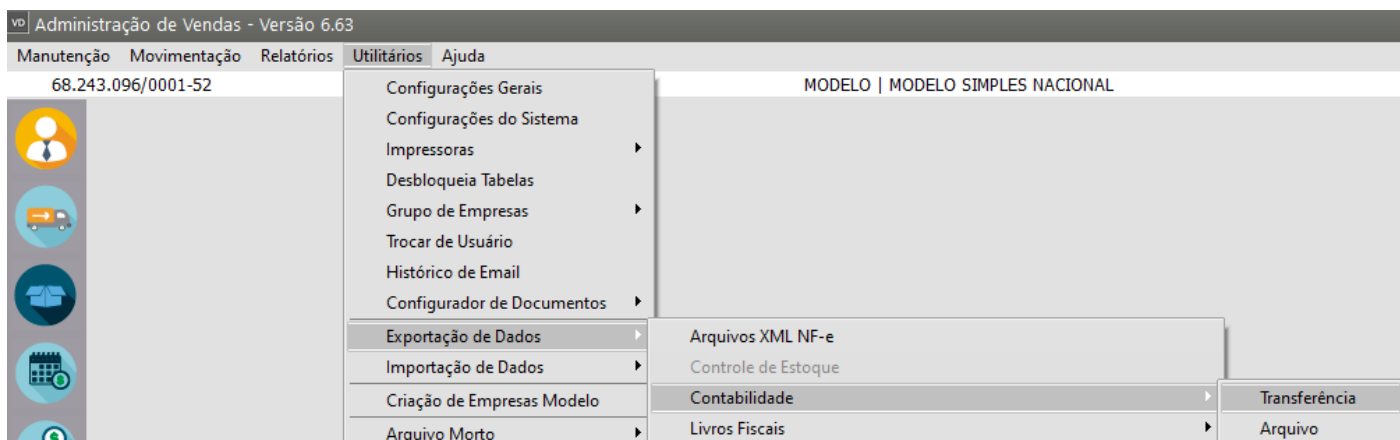 VD Administração de Vendas - Versão 6.63
Manutenção Movimentação Relatórios Utilitários Ajuda
68.243.096/0001-52 MODELO | MODELO SIMPLES NACIONAL
Configurações Gerais
Configurações do Sistema
Impressoras
Desbloqueia Tabelas
Grupo de Empresas
Trocar de Usuário
Histórico de Email
Configurador de Documentos
Exportação de Dados Arquivos XML NF-e
Importação de Dados Controle de Estoque
Criação de Empresas Modelo Contabilidade Transferência
Arquivo Morto Livros Fiscais Arquivo